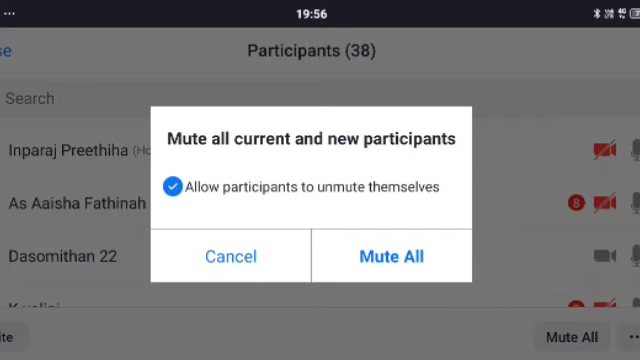 19:56
Participants (38)
Search
Mute all current and new participants
Inparaj Preethiha
Allow participants to unmute themselves
As Aaisha Fathinah
8
Dasomithan 22
Cancel
Mute All
Mute All